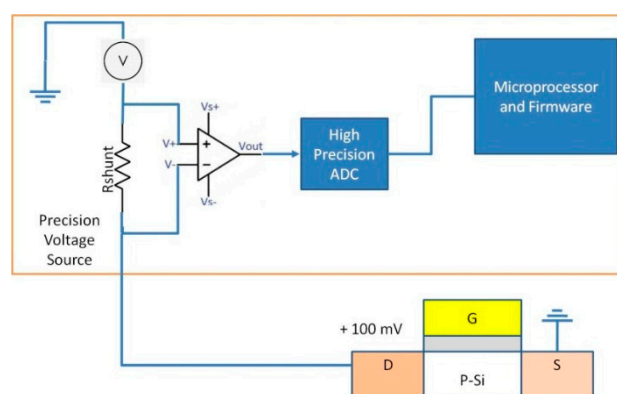 V
Microprocessor
and Firmware
Vs+
V+
+
Vout
High
Precision
ADC
Rshunt
V-
−
Vs-
Precision
Voltage
Source
+ 100 mV
G
D
P-Si
S